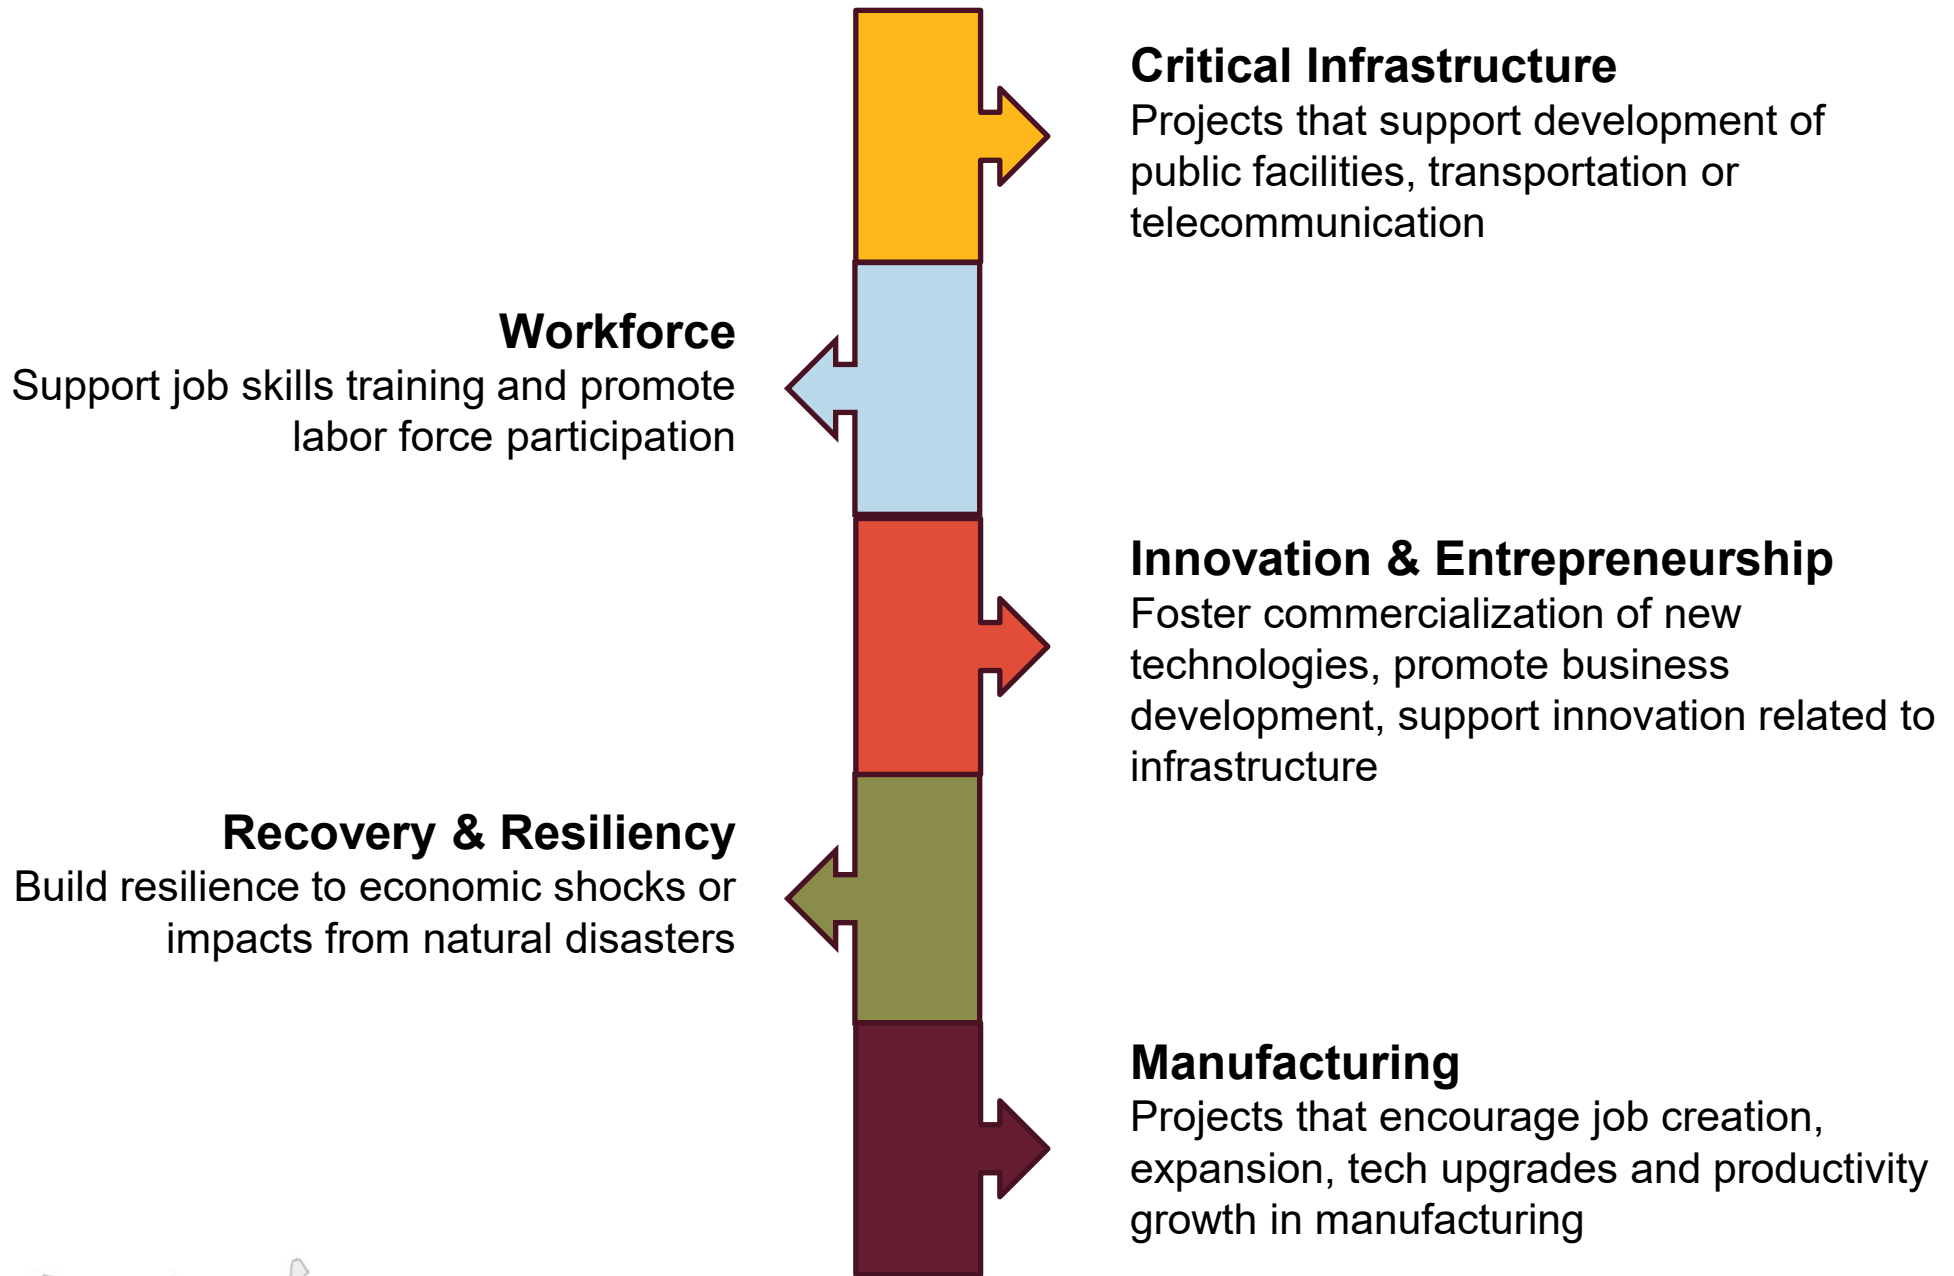 Critical Infrastructure
Projects that support development of
public facilities, transportation or
telecommunication
Workforce
Support job skills training and promote
labor force participation
Innovation & Entrepreneurship
Foster commercialization of new
technologies, promote business
development, support innovation related to
infrastructure
Recovery & Resiliency
Build resilience to economic shocks or
impacts from natural disasters
Manufacturing
Projects that encourage job creation,
expansion, tech upgrades and productivity
growth in manufacturing